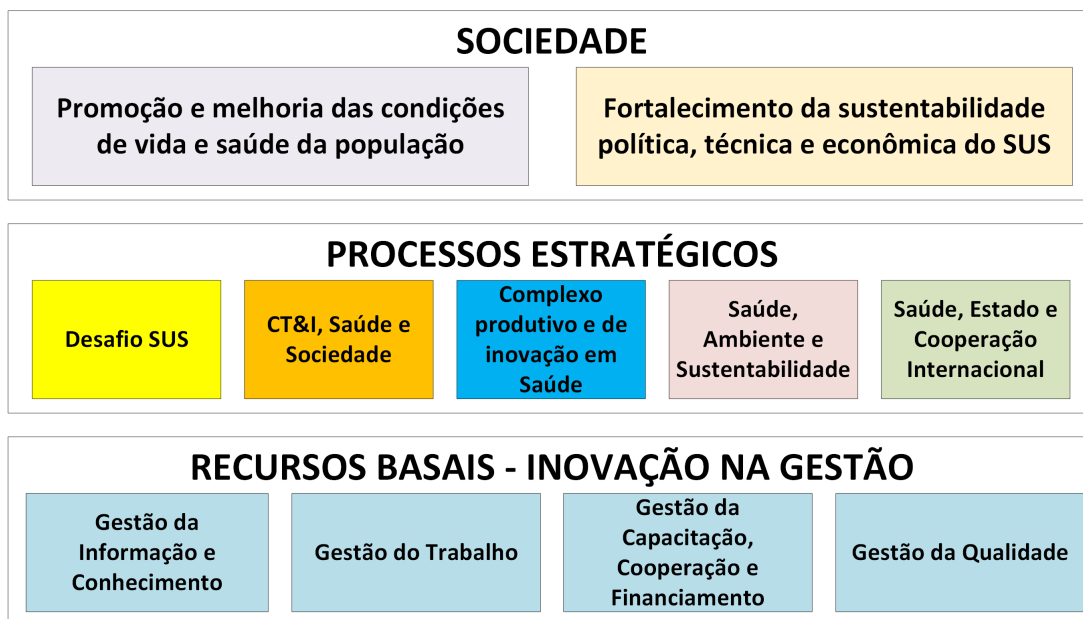 SOCIEDADE
Promoção e melhoria das condições
de vida e saúde da população
Fortalecimento da sustentabilidade
política, técnica e econômica do SUS
PROCESSOS ESTRATÉGICOS
Desafio SUS
CT&I, Saúde e
Sociedade
Complexo
produtivo e de
inovação em
Saúde
Saúde,
Ambiente e
Sustentabilidade
Saúde, Estado e
Cooperação
Internacional
RECURSOS BASAIS - INOVAÇÃO NA GESTÃO
Gestão da
Informação e
Conhecimento
Gestão do Trabalho
Gestão da
Capacitação,
Cooperação e
Financiamento
Gestão da Qualidade